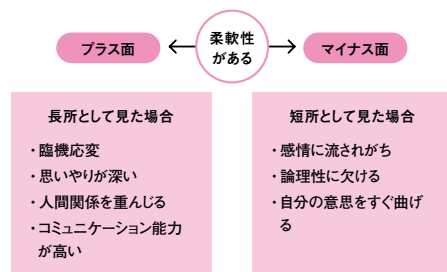 柔軟性
がある
プラス面
マイナス面
長所として見た場合
・臨機応変
・思いやりが深い
・人間関係を重んじる
・コミュニケーション能力
が高い
短所として見た場合
・感情に流されがち
・論理性に欠ける
・自分の意思をすぐ曲げ
る